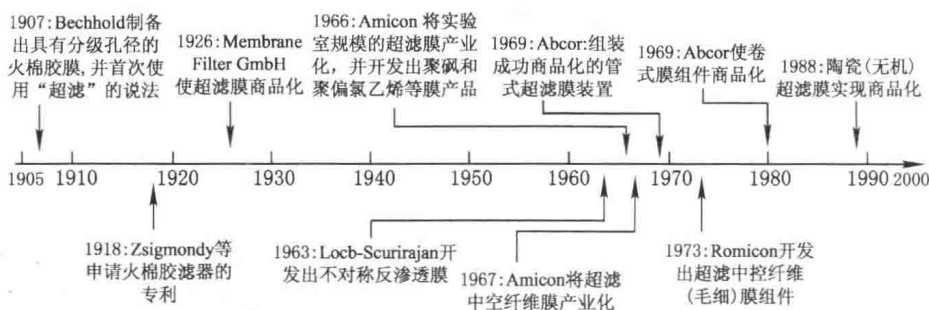 1907:Bechhold制备
出具有分级孔径的
火棉胶膜,并首次使
用“超滤”的说法
1926:Membrane
Filter GmbH
使超滤膜商品化
1966:Amicon 将实验
室规模的超滤膜产业
化，并开发出聚砜和
聚偏氯乙烯等膜产品
1969:Abcor:组装
成功商品化的管
式超滤膜装置
1969:Abcor使卷
式膜组件商品化
1988:陶瓷(无机)
超滤膜实现商品化
1905 1910 1920 1930 1940 1950 1960 1970 1980 1990 2000
1918:Zsigmondy等
申请火棉胶滤器的
专利
1963:Locb-Scurirajan开
发出不对称反渗透膜
1967:Amicon将超滤
中空纤维膜产业化
1973:Romicon开发
出超滤中控纤维
(毛细)膜组件